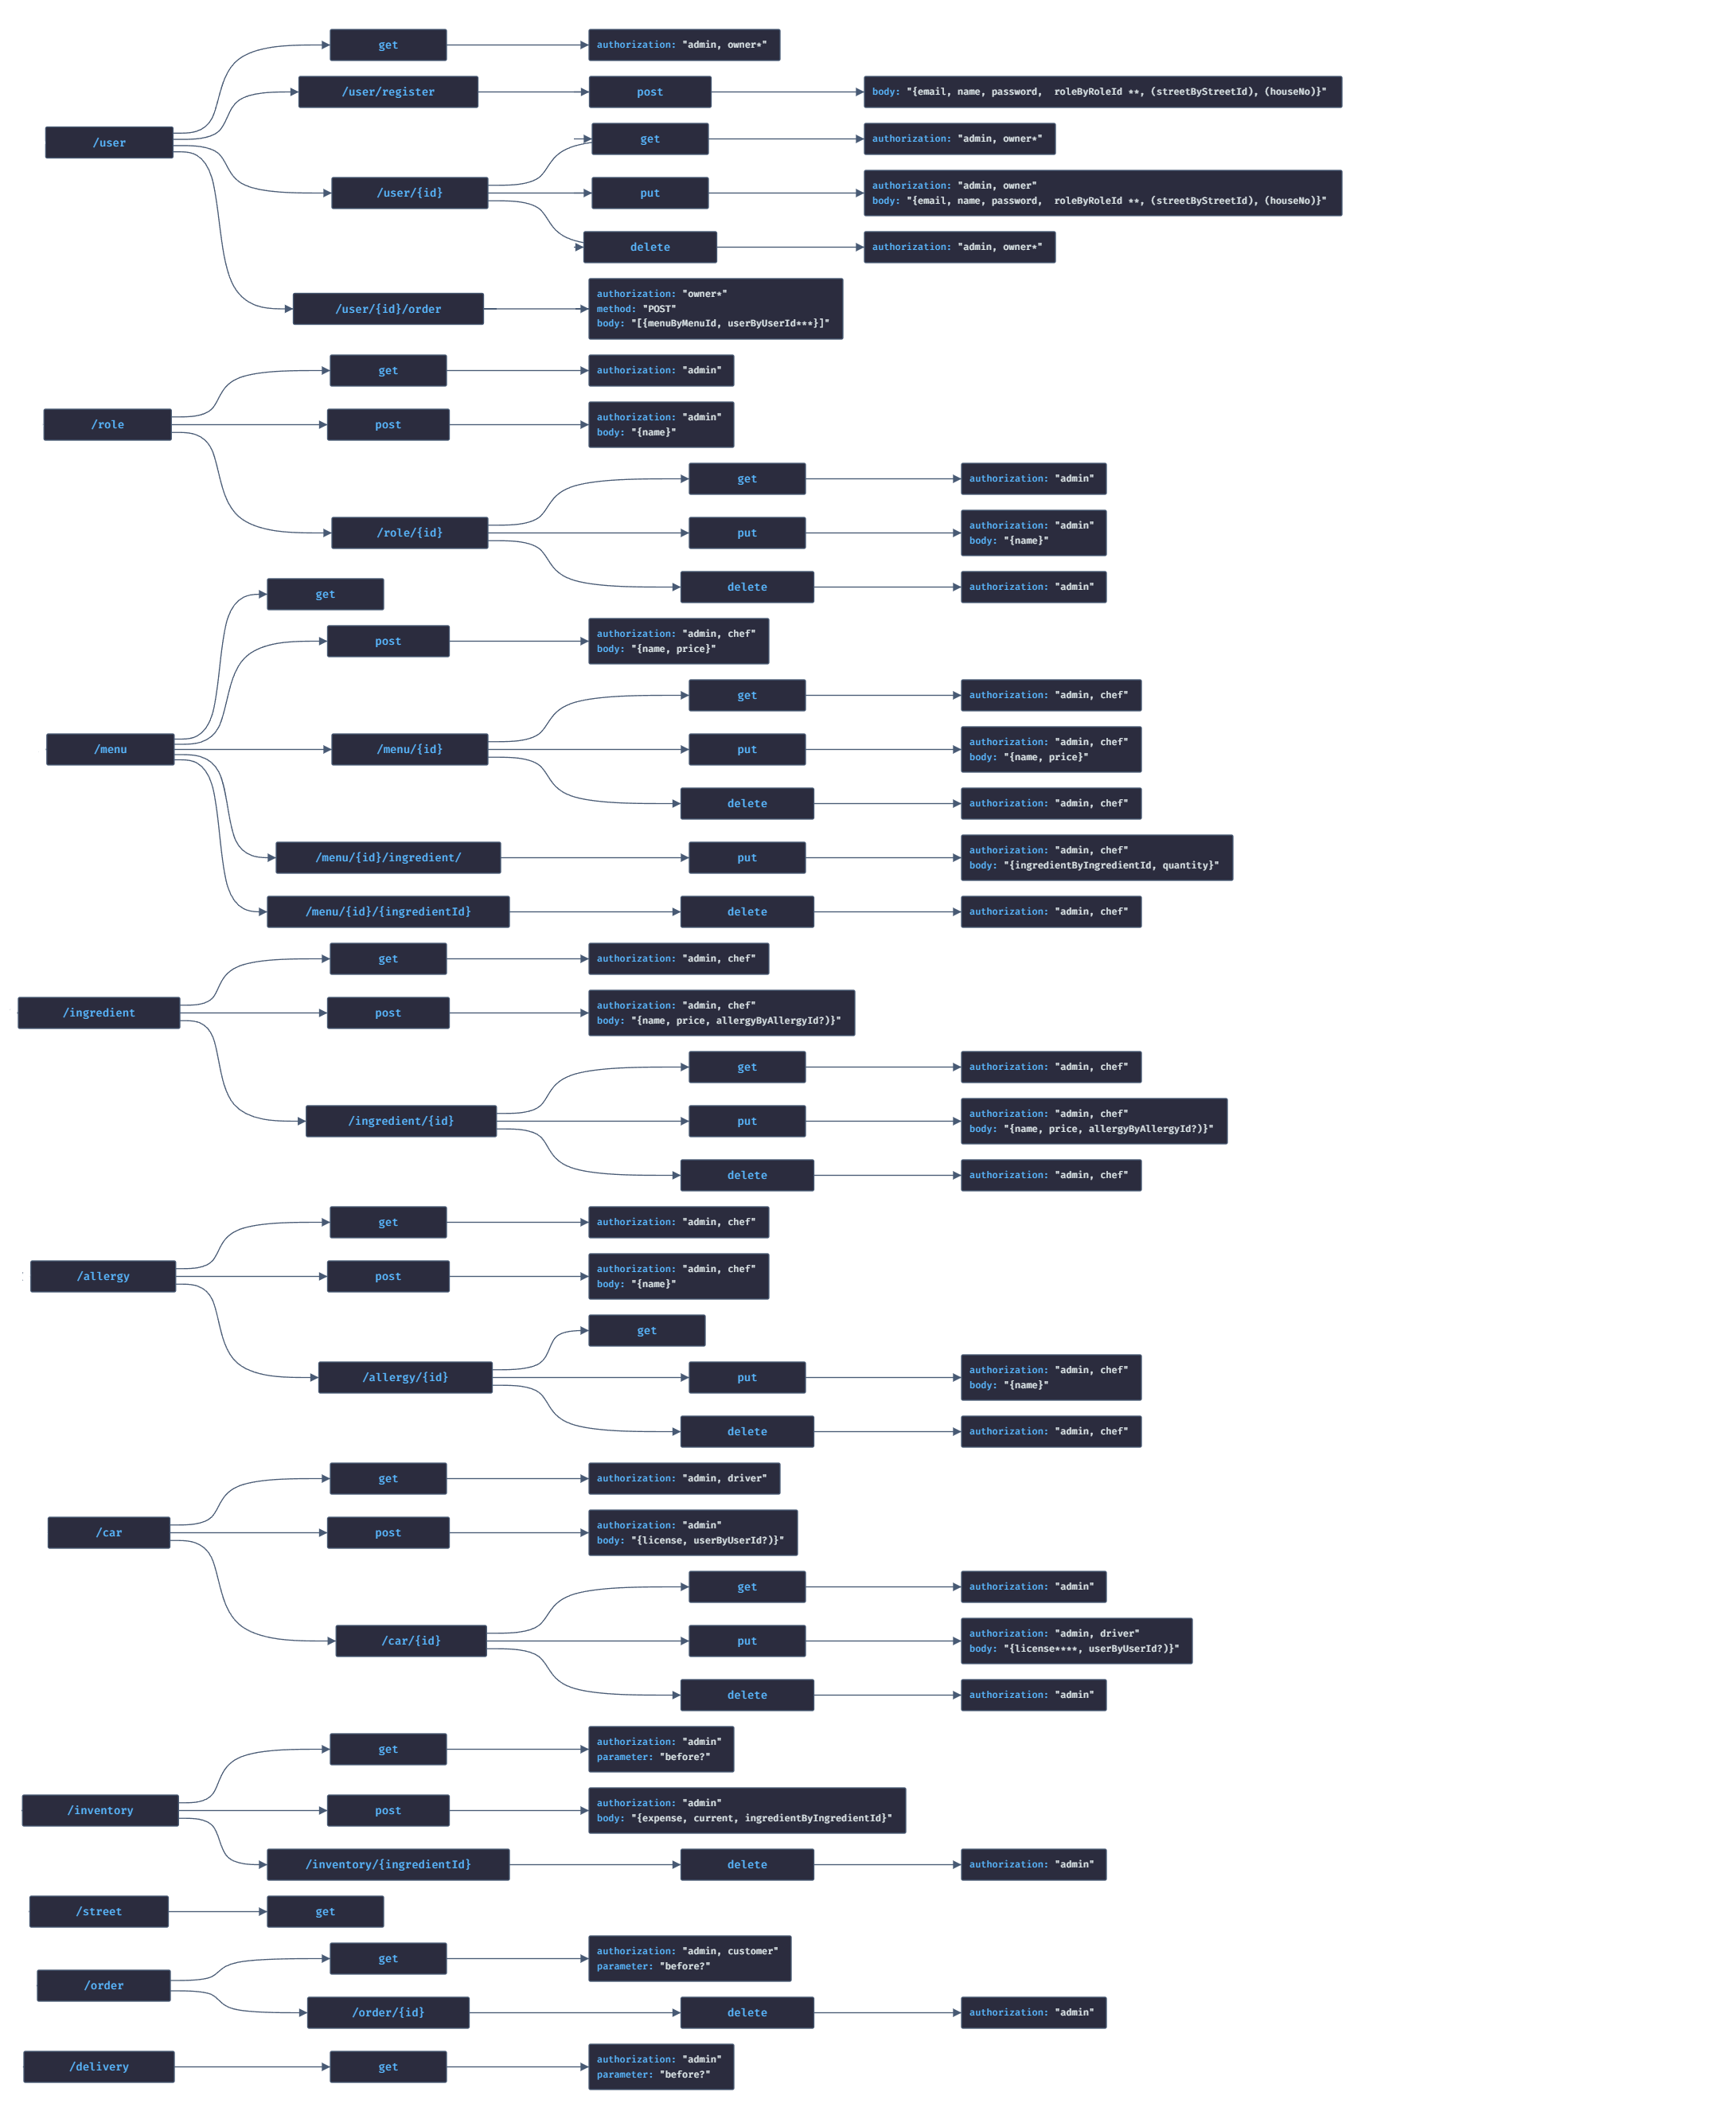 get
authorization: "admin, owner*"
/user/register
post
body: "{email, name, password,  roleByRoleId **, (streetByStreetId), (houseNo)}"
/user
get
authorization: "admin, owner*"
/user/{id}
put
authorization: "admin, owner"
body: "{email, name, password,  roleByRoleId **, (streetByStreetId), (houseNo)}"
delete
authorization: "admin, owner*"
/user/{id}/order
authorization: "owner*"
method: "POST"
body: "[{menuByMenuId, userByUserId***}]"
get
authorization: "admin"
/role
post
authorization: "admin"
body: "{name}"
get
authorization: "admin"
/role/{id}
put
authorization: "admin"
body: "{name}"
delete
authorization: "admin"
get
post
authorization: "admin, chef"
body: "{name, price}"
get
authorization: "admin, chef"
/menu
/menu/{id}
put
authorization: "admin, chef"
body: "{name, price}"
delete
authorization: "admin, chef"
/menu/{id}/ingredient/
put
authorization: "admin, chef"
body: "{ingredientByIngredientId, quantity}"
/menu/{id}/{ingredientId}
delete
authorization: "admin, chef"
get
authorization: "admin, chef"
/ingredient
post
authorization: "admin, chef"
body: "{name, price, allergyByAllergyId?)}"
get
authorization: "admin, chef"
/ingredient/{id}
put
authorization: "admin, chef"
body: "{name, price, allergyByAllergyId?)}"
delete
authorization: "admin, chef"
get
authorization: "admin, chef"
/allergy
post
authorization: "admin, chef"
body: "{name}"
get
/allergy/{id}
put
authorization: "admin, chef"
body: "{name}"
delete
authorization: "admin, chef"
get
authorization: "admin, driver"
/car
post
authorization: "admin"
body: "{license, userByUserId?)}"
get
authorization: "admin"
/car/{id}
put
authorization: "admin, driver"
body: "{license****, userByUserId?)}"
delete
authorization: "admin"
get
authorization: "admin"
parameter: "before?"
/inventory
post
authorization: "admin"
body: "{expense, current, ingredientByIngredientId}"
/inventory/{ingredientId}
delete
authorization: "admin"
/street
get
get
authorization: "admin, customer"
parameter: "before?"
/order
/order/{id}
delete
authorization: "admin"
/delivery
get
authorization: "admin"
parameter: "before?"